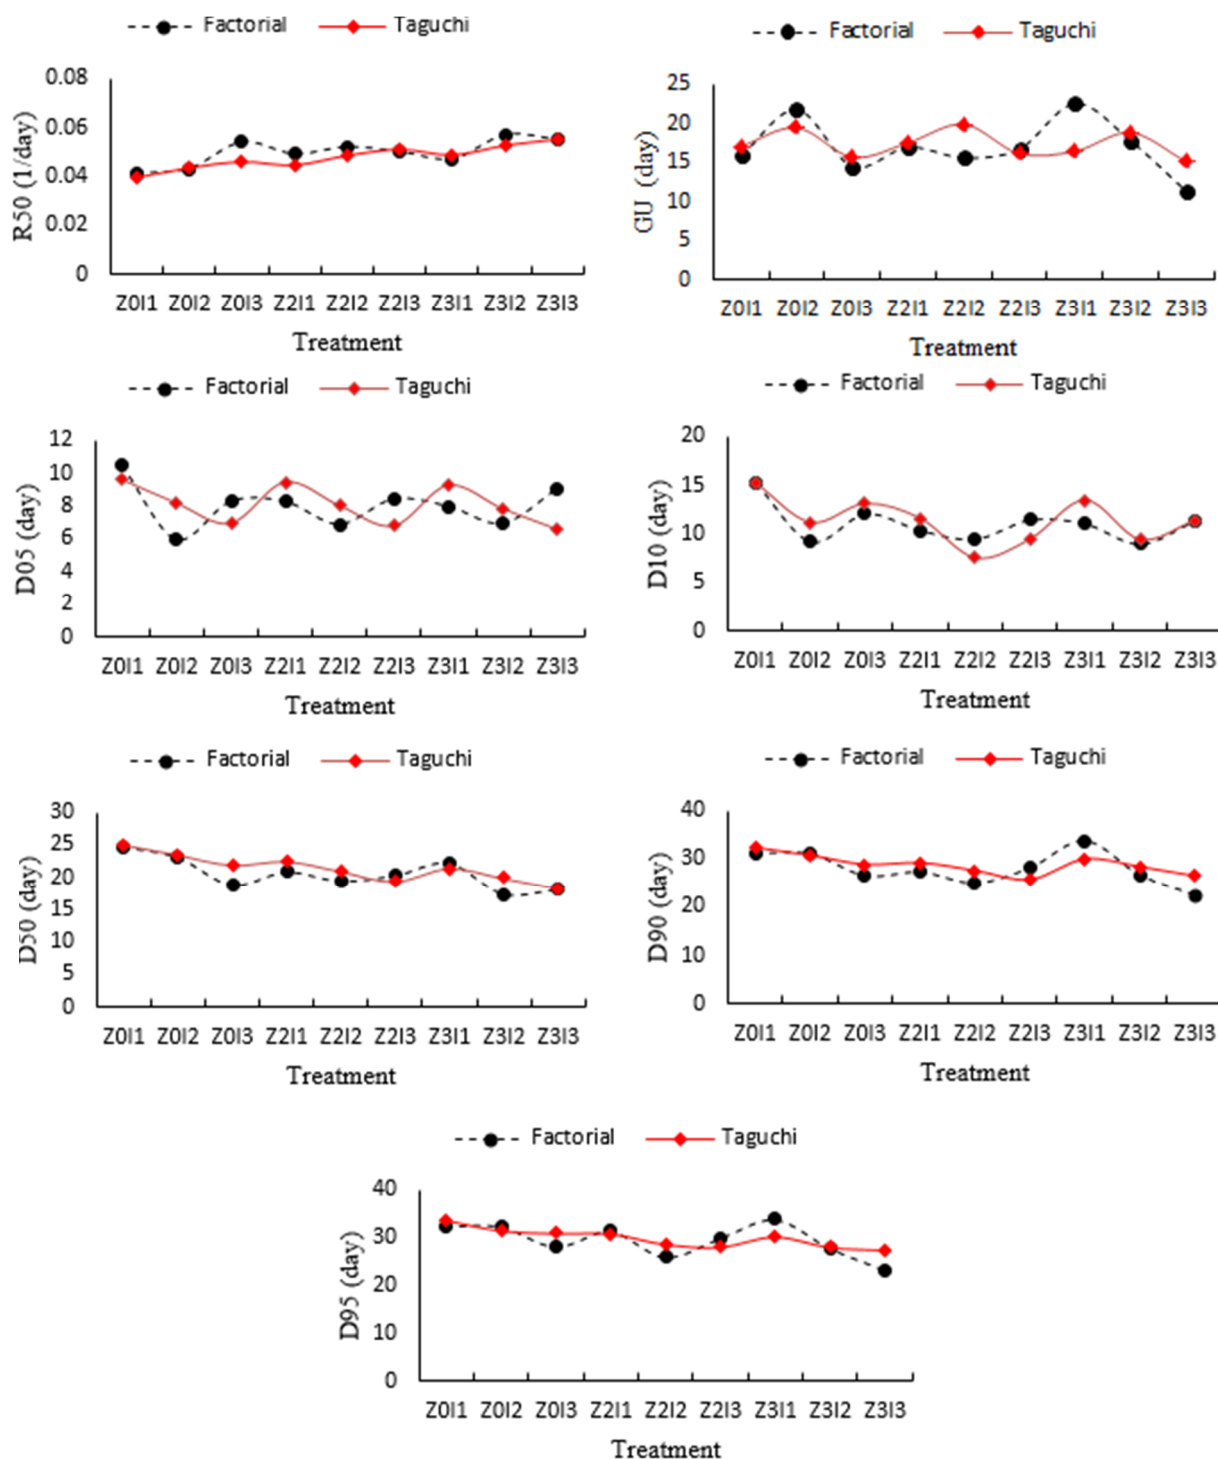 Factorial Taguchi
R50 (1/day)
0.08
0.06
0.04
0.02
0
Z0I1 Z0I2 Z0I3 Z2I1 Z2I2 Z2I3 Z3I1 Z3I2 Z3I3
Treatment
Factorial Taguchi
GU (day)
25
20
15
10
5
0
Z0I1 Z0I2 Z0I3 Z2I1 Z2I2 Z2I3 Z3I1 Z3I2 Z3I3
Treatment
Factorial Taguchi
D05 (day)
12
10
8
6
4
2
0
Z0I1 Z0I2 Z0I3 Z2I1 Z2I2 Z2I3 Z3I1 Z3I2 Z3I3
Treatment
Factorial Taguchi
D10 (day)
20
15
10
5
0
Z0I1 Z0I2 Z0I3 Z2I1 Z2I2 Z2I3 Z3I1 Z3I2 Z3I3
Treatment
Factorial Taguchi
D50 (day)
30
25
20
15
10
5
0
Z0I1 Z0I2 Z0I3 Z2I1 Z2I2 Z2I3 Z3I1 Z3I2 Z3I3
Treatment
Factorial Taguchi
D90 (day)
40
30
20
10
0
Z0I1 Z0I2 Z0I3 Z2I1 Z2I2 Z2I3 Z3I1 Z3I2 Z3I3
Treatment
Factorial Taguchi
D95 (day)
40
30
20
10
0
Z0I1 Z0I2 Z0I3 Z2I1 Z2I2 Z2I3 Z3I1 Z3I2 Z3I3
Treatment